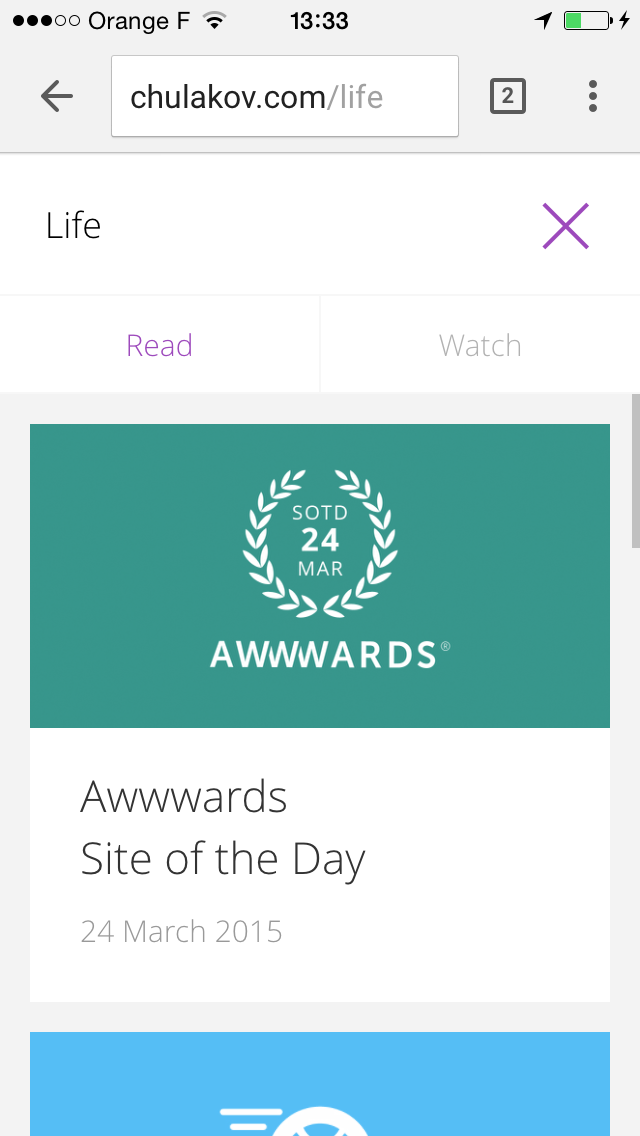 Orange F 13:33
chulakov.com/life 2
Life
Read Watch
SOTD
24
MAR
AWWWARDS®
Awwwards
Site of the Day
24 March 2015